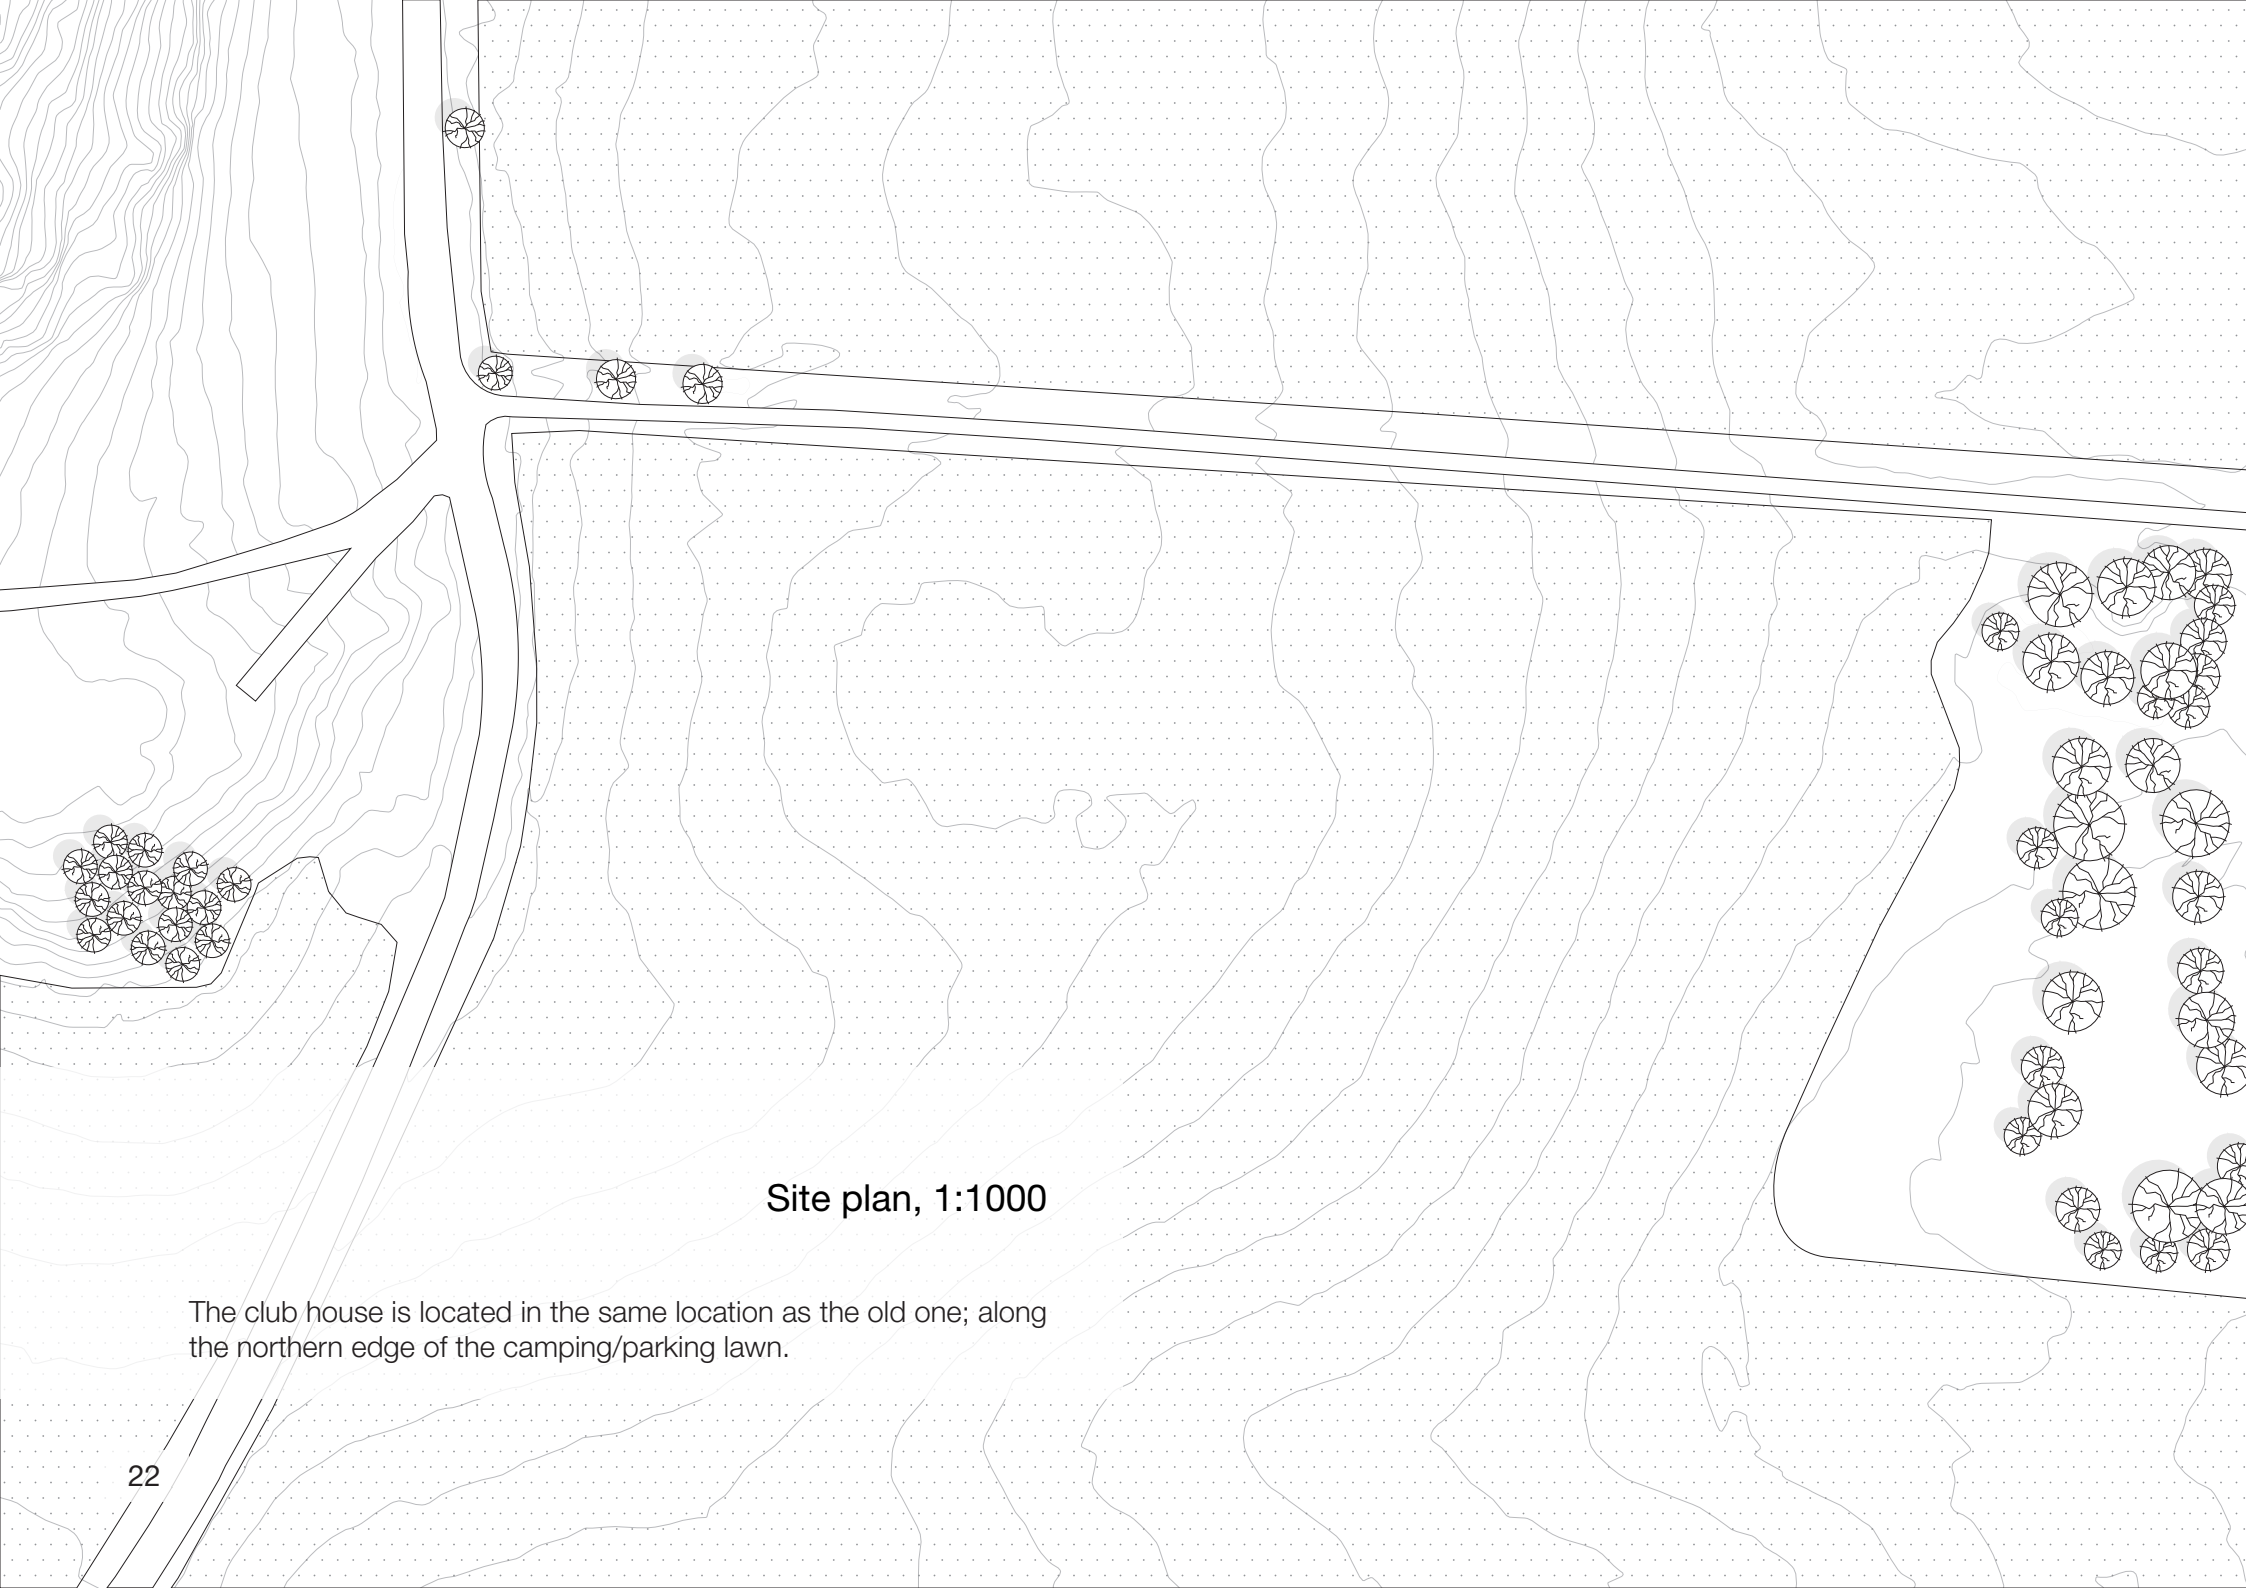 Site plan, 1:1000
The club house is located in the same location as the old one; along
the northern edge of the camping/parking lawn.
22